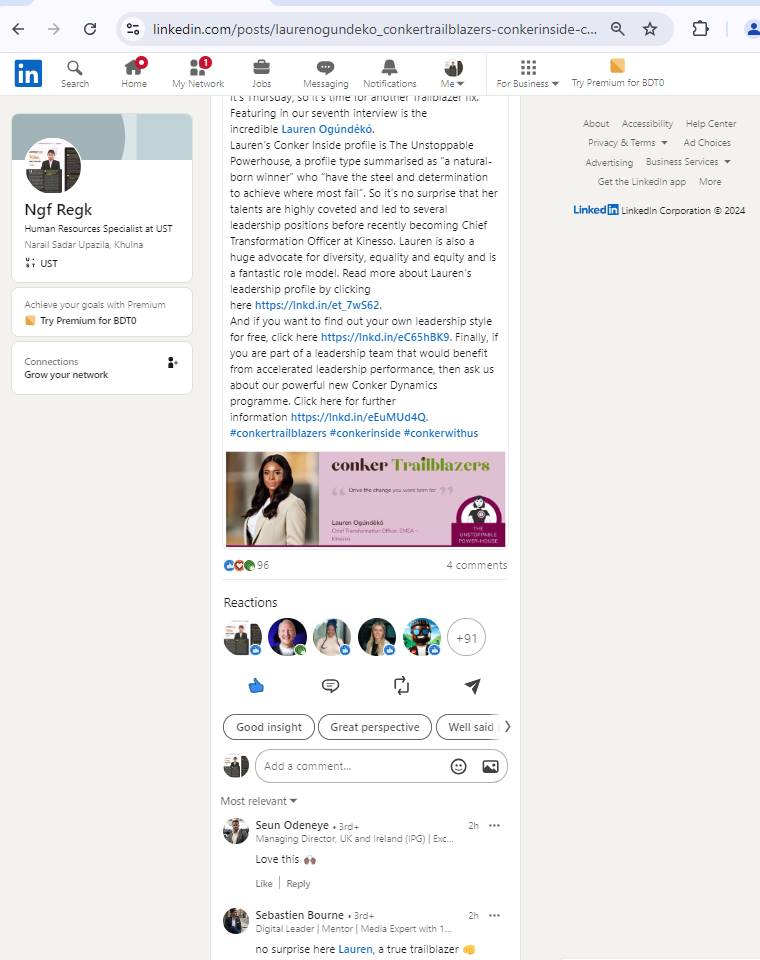 linkedin.com/posts/laurenogundeko_conkertrailblazers-conkerinside-c...
in
Search
Home
1
My Network
Jobs
Messaging
Notifications
Me
For Business
Try Premium for BDT0
Ngf Regk
Human Resources Specialist at UST
Narail Sadar Upazila, Khulna
UST
Achieve your goals with Premium
Try Premium for BDT0
Connections
Grow your network
It's Thursday, so it's time for another Trailblazer fix.
Featuring in our seventh interview is the
incredible Lauren Ogúndèkó.
Lauren's Conker Inside profile is The Unstoppable
Powerhouse, a profile type summarised as "a natural-
born winner" who "have the steel and determination
to achieve where most fail". So it's no surprise that her
talents are highly coveted and led to several
leadership positions before recently becoming Chief
Transformation Officer at Kinesso. Lauren is also a
huge advocate for diversity, equality and equity and is
a fantastic role model. Read more about Lauren's
leadership profile by clicking
here https://lnkd.in/et_7wS62.
And if you want to find out your own leadership style
for free, click here https://lnkd.in/eC65hBK9. Finally, if
you are part of a leadership team that would benefit
from accelerated leadership performance, then ask us
about our powerful new Conker Dynamics
programme. Click here for further
information https://lnkd.in/eEuMUd4Q.
#conkertrailblazers #conkerinside #conkerwithus
conker Trailblazers
Drive the change you were born for
Lauren Ogúndèkó
Chief Transformation Officer, EMEA –
Kinesso
THE
UNSTOPPABLE
POWER-HOUSE
96
4 comments
Reactions
+91
Good insight
Great perspective
Well said
Add a comment...
Most relevant
Seun Odeneye • 3rd+
2h
Managing Director, UK and Ireland (IPG) | Exc...
Love this 🙌🏾
Like
Reply
Sebastien Bourne • 3rd+
2h
Digital Leader | Mentor | Media Expert with 1...
no surprise here Lauren, a true trailblazer 👊
About Accessibility Help Center
Privacy & Terms Ad Choices
Advertising Business Services
Get the LinkedIn app More
LinkedIn LinkedIn Corporation © 2024